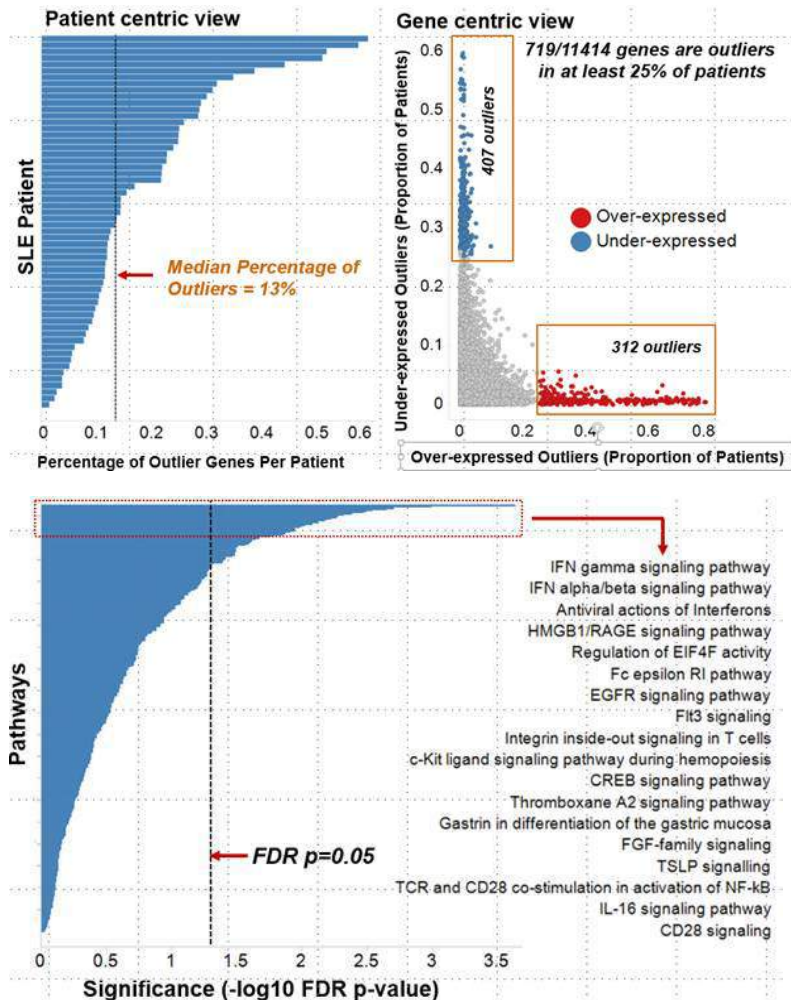 Patient centric view
SLE Patient
Median Percentage of
Outliers = 13%
0 0.1 0.2 0.3 0.4 0.5 0.6
Percentage of Outlier Genes Per Patient
Gene centric view
719/11414 genes are outliers
in at least 25% of patients
Under-expressed Outliers (Proportion of Patients)
0.6
0.5
0.4
0.3
0.2
0.1
0
407 outliers
Over-expressed
Under-expressed
312 outliers
0 0.2 0.4 0.6 0.8
Over-expressed Outliers (Proportion of Patients)
Pathways
FDR p=0.05
IFN gamma signaling pathway
IFN alpha/beta signaling pathway
Antiviral actions of Interferons
HMGB1/RAGE signaling pathway
Regulation of EIF4F activity
Fc epsilon RI pathway
EGFR signaling pathway
Flt3 signaling
Integrin inside-out signaling in T cells
c-Kit ligand signaling pathway during hemopoiesis
CREB signaling pathway
Thromboxane A2 signaling pathway
Gastrin in differentiation of the gastric mucosa
FGF-family signaling
TSLP signalling
TCR and CD28 co-stimulation in activation of NF-kB
IL-16 signaling pathway
CD28 signaling
0 0.5 1 1.5 2 2.5 3 3.5
Significance (-log10 FDR p-value)